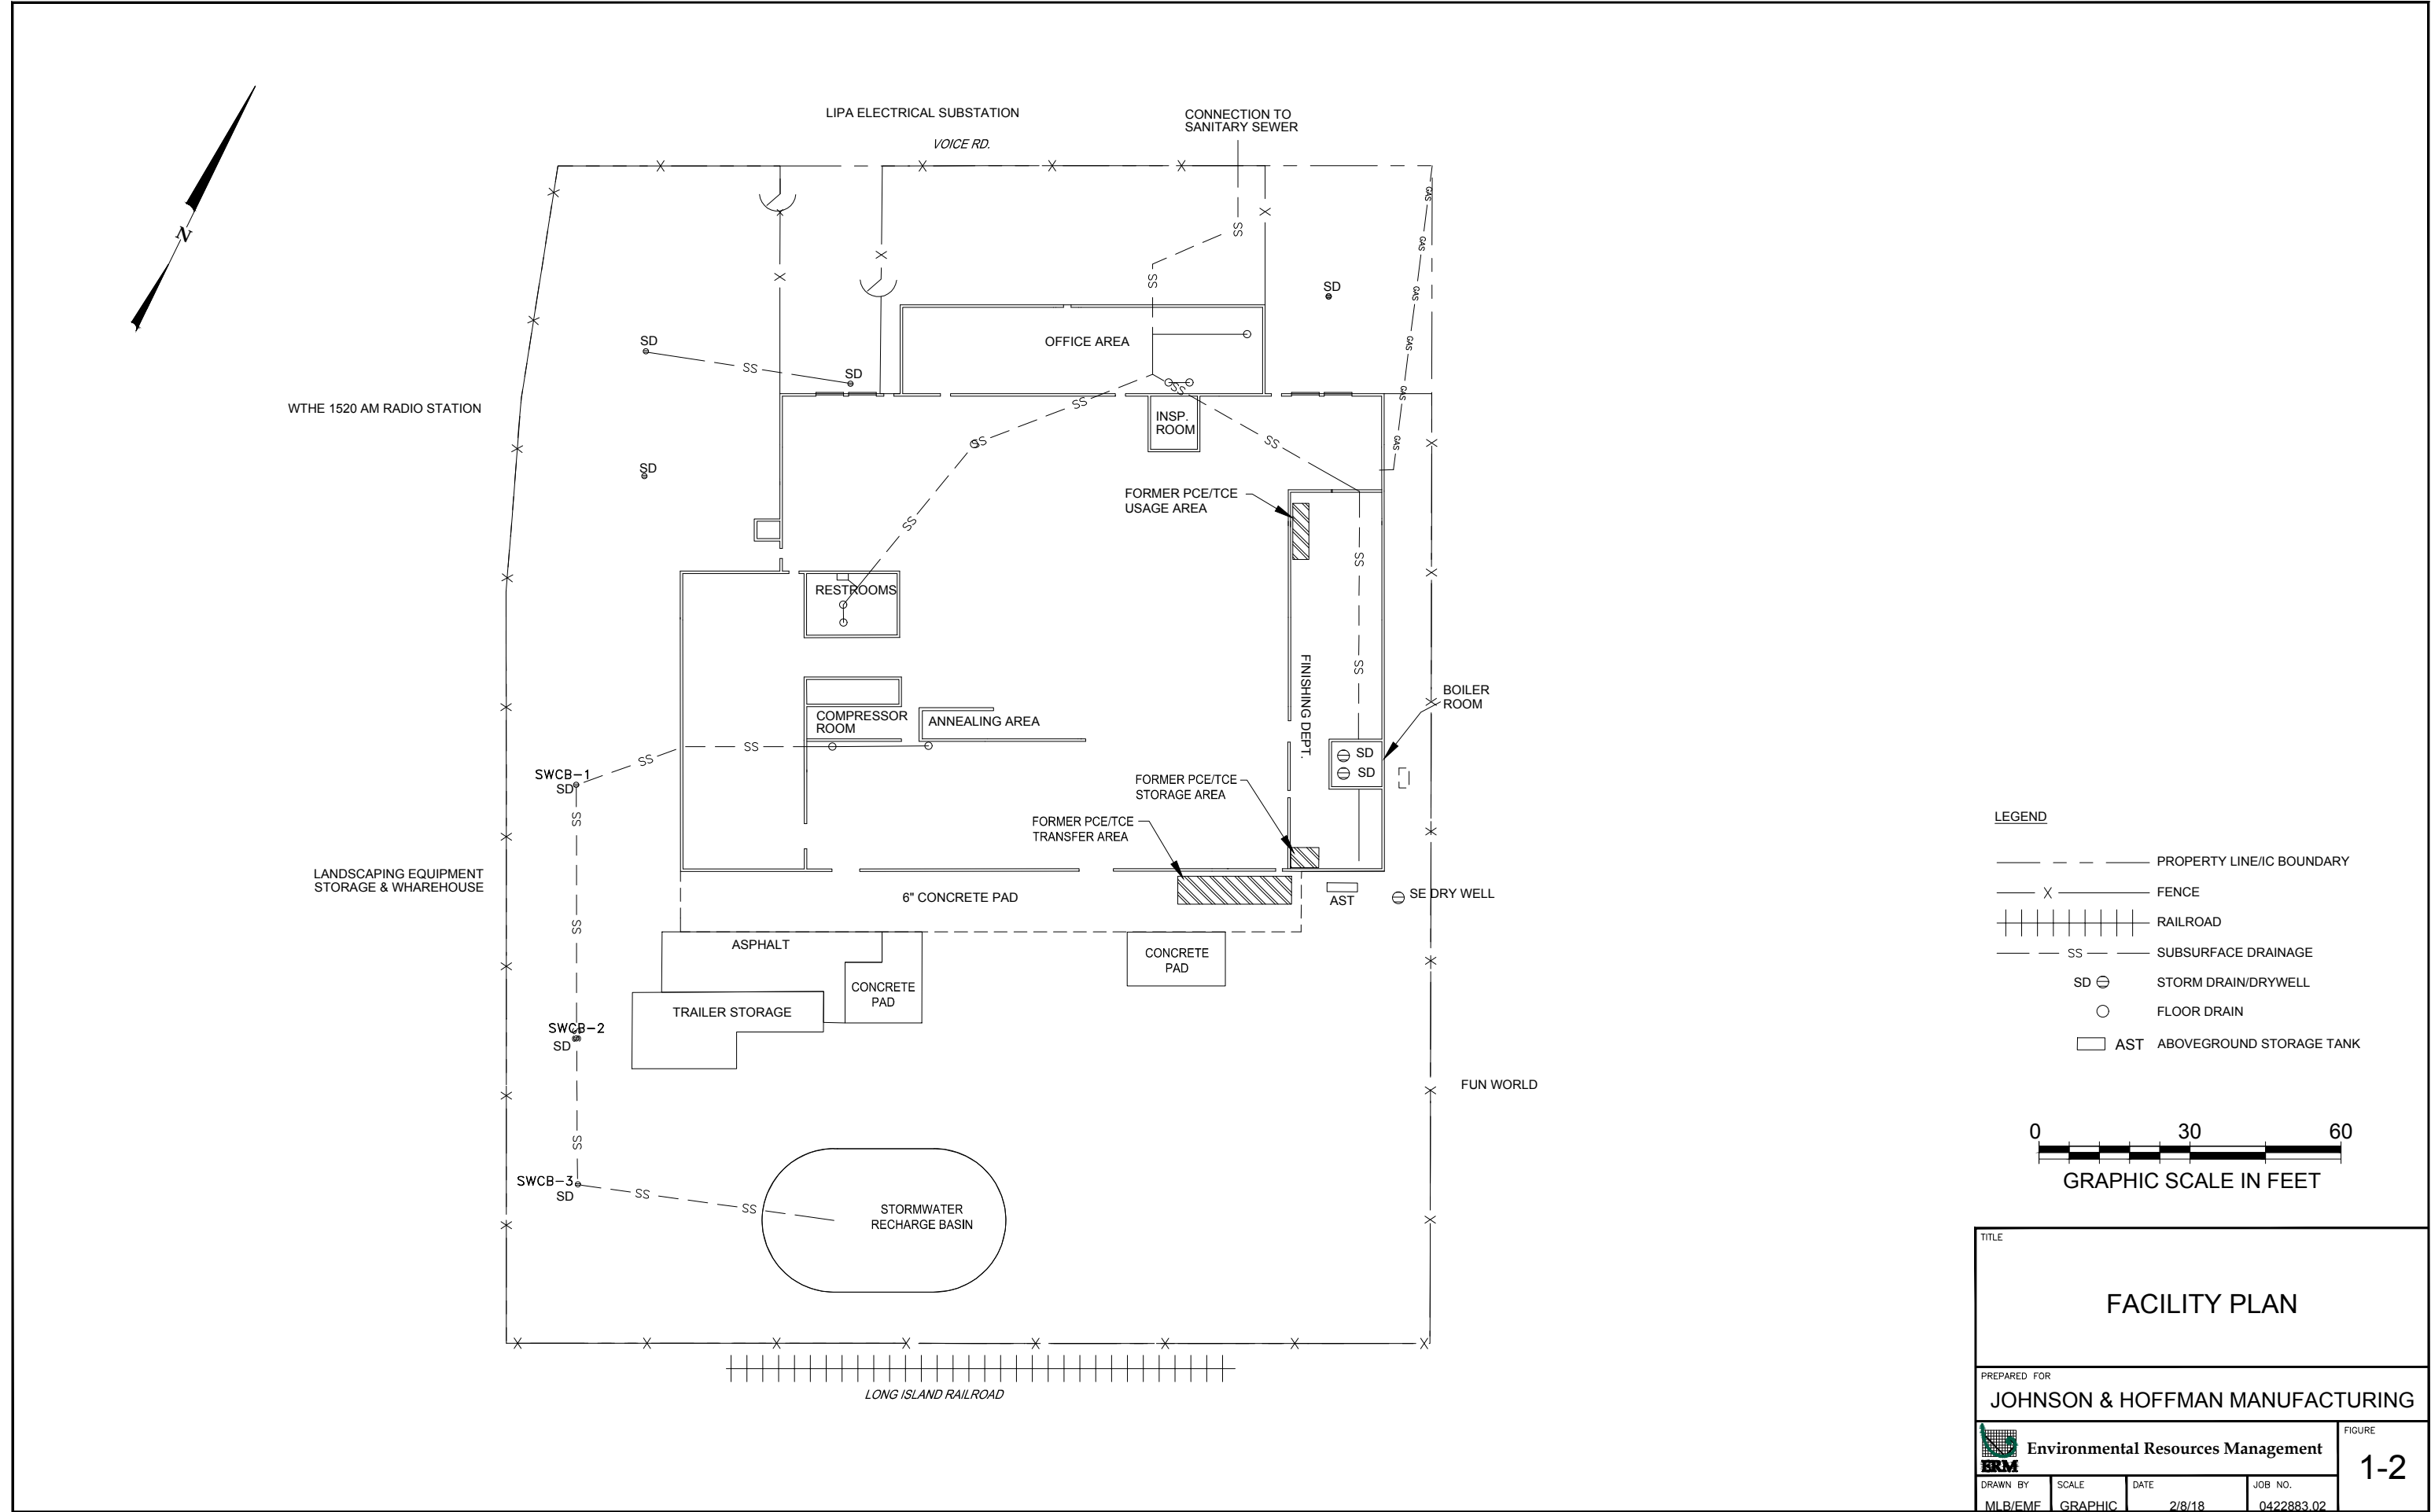 LIPA ELECTRICAL SUBSTATION
VOICE RD.
CONNECTION TO
SANITARY SEWER
N
GAS
GAS
GAS
GAS
GAS
GAS
SS
SS
SD
SD
SS
SD
OFFICE AREA
SS
SS
WTHE 1520 AM RADIO STATION
INSP.
ROOM
SS
SS
SD
FORMER PCE/TCE
USAGE AREA
SS
SS
RESTROOMS
SS
FINISHING DEPT.
BOILER
ROOM
COMPRESSOR
ROOM
ANNEALING AREA
SS
SS
SD
SD
SWCB-1
SD
FORMER PCE/TCE
STORAGE AREA
SS
FORMER PCE/TCE
TRANSFER AREA
LANDSCAPING EQUIPMENT
STORAGE & WHAREHOUSE
6" CONCRETE PAD
AST
SE DRY WELL
SS
ASPHALT
CONCRETE
PAD
CONCRETE
PAD
TRAILER STORAGE
SWCB-2
SS
SD
FUN WORLD
SS
SWCB-3
SD
SS
SS
STORMWATER
RECHARGE BASIN
LONG ISLAND RAILROAD
LEGEND
PROPERTY LINE/IC BOUNDARY
X FENCE
RAILROAD
SS SUBSURFACE DRAINAGE
SD STORM DRAIN/DRYWELL
FLOOR DRAIN
AST ABOVEGROUND STORAGE TANK
0 30 60
GRAPHIC SCALE IN FEET
TITLE
FACILITY PLAN
PREPARED FOR
JOHNSON & HOFFMAN MANUFACTURING
ERM
Environmental Resources Management
FIGURE
1-2
DRAWN BY SCALE DATE JOB NO.
MLB/EMF GRAPHIC 2/8/18 0422883.02